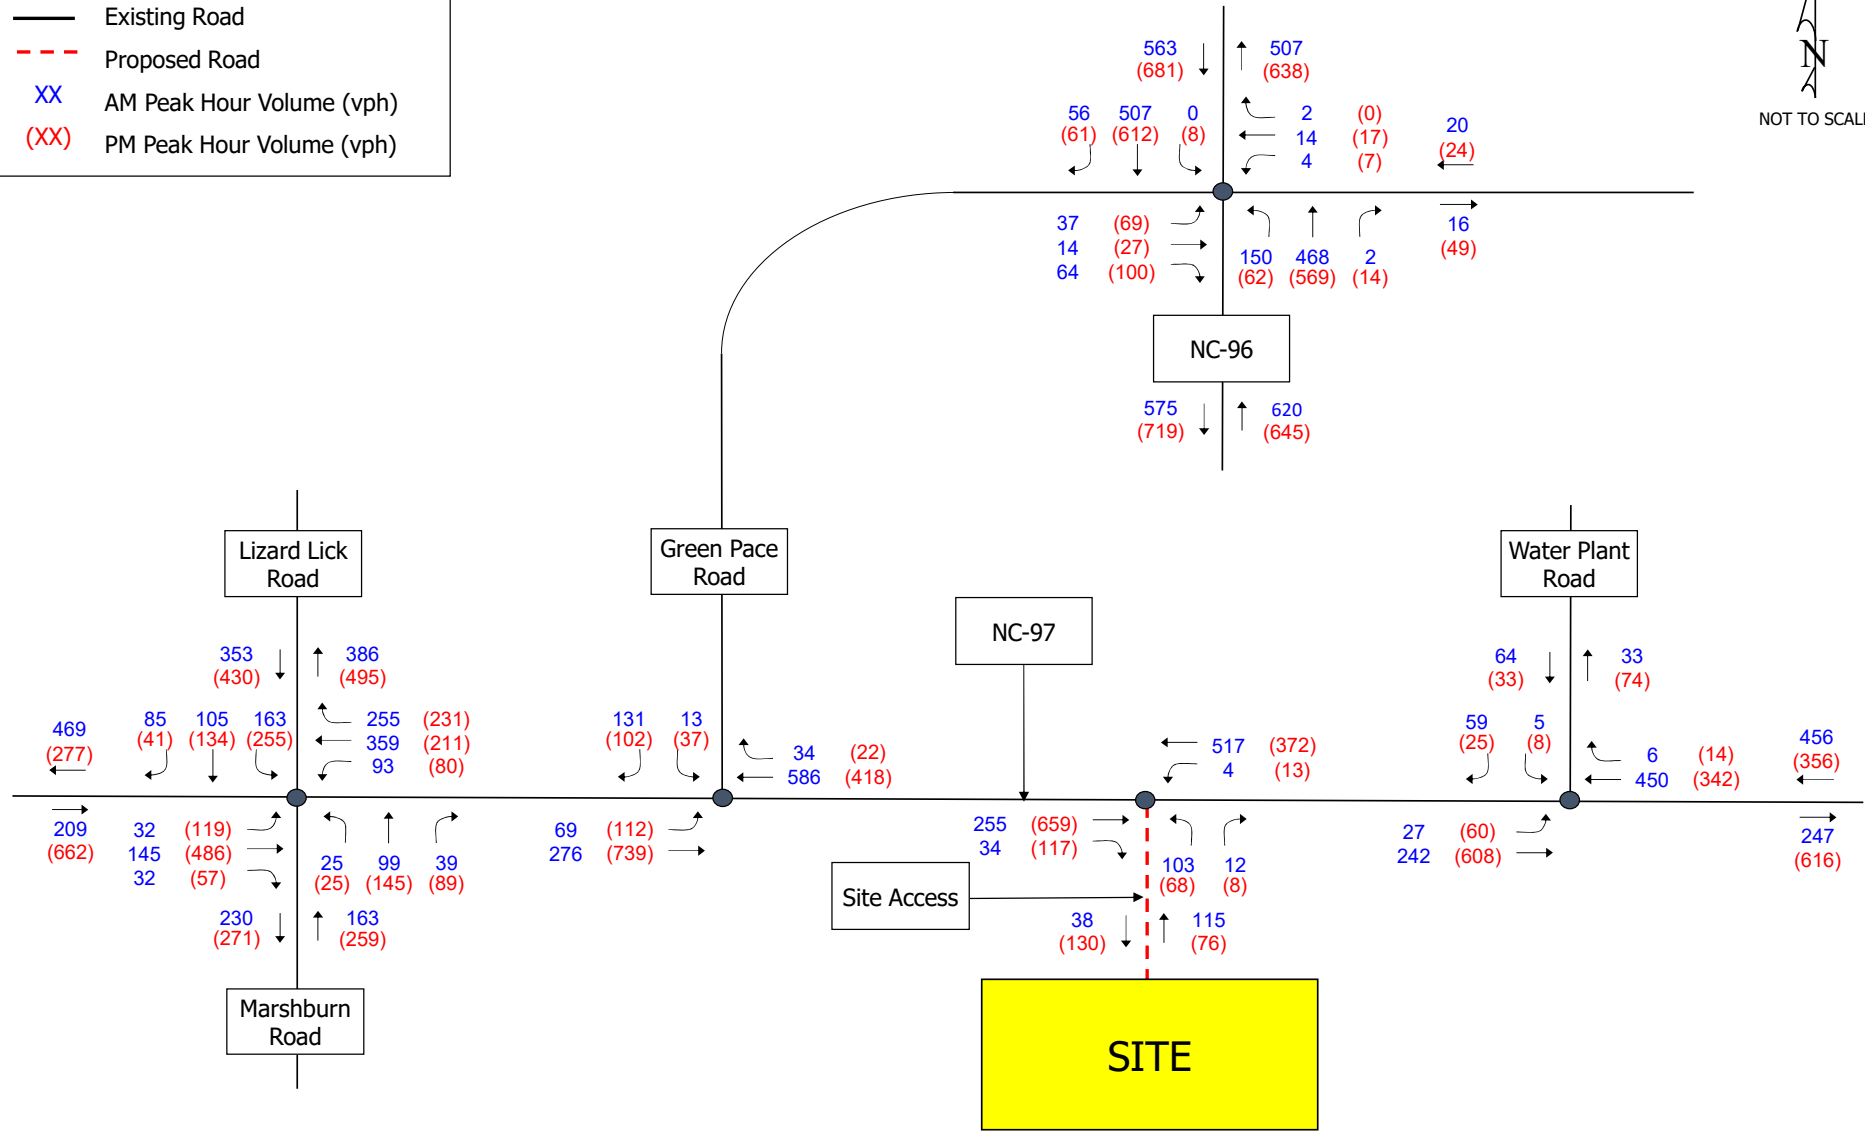 Existing Road
Proposed Road
XX AM Peak Hour Volume (vph)
(XX) PM Peak Hour Volume (vph)
N
NOT TO SCALE
563 507
(681) (638)
56 507 0
(61) (612) (8)
2 (0)
14 (17)
4 (7)
20
(24)
37 (69)
14 (27)
64 (100)
150 468 2
(62) (569) (14)
16
(49)
NC-96
575 620
(719) (645)
Lizard Lick
Road
Green Pace
Road
NC-97
Water Plant
Road
353 386
(430) (495)
469
(277)
85 105 163
(41) (134) (255)
255 (231)
359 (211)
93 (80)
209
(662)
32 (119)
145 (486)
32 (57)
25 99 39
(25) (145) (89)
230 163
(271) (259)
Marshburn
Road
131 13
(102) (37)
34 (22)
586 (418)
69 (112)
276 (739)
517 (372)
4 (13)
255 (659)
34 (117)
103 12
(68) (8)
Site Access
38 115
(130) (76)
SITE
64 33
(33) (74)
59 5
(25) (8)
6 (14)
450 (342)
456
(356)
27 (60)
242 (608)
247
(616)